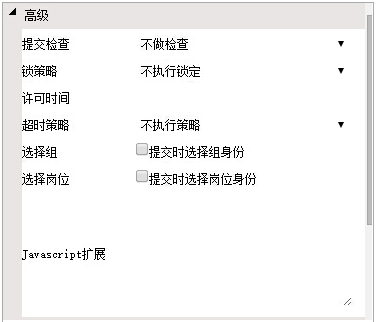 高级
提交检查 不做检查
锁策略 不执行锁定
许可时间
超时策略 不执行策略
选择组 提交时选择组身份
选择岗位 提交时选择岗位身份
Javascript扩展